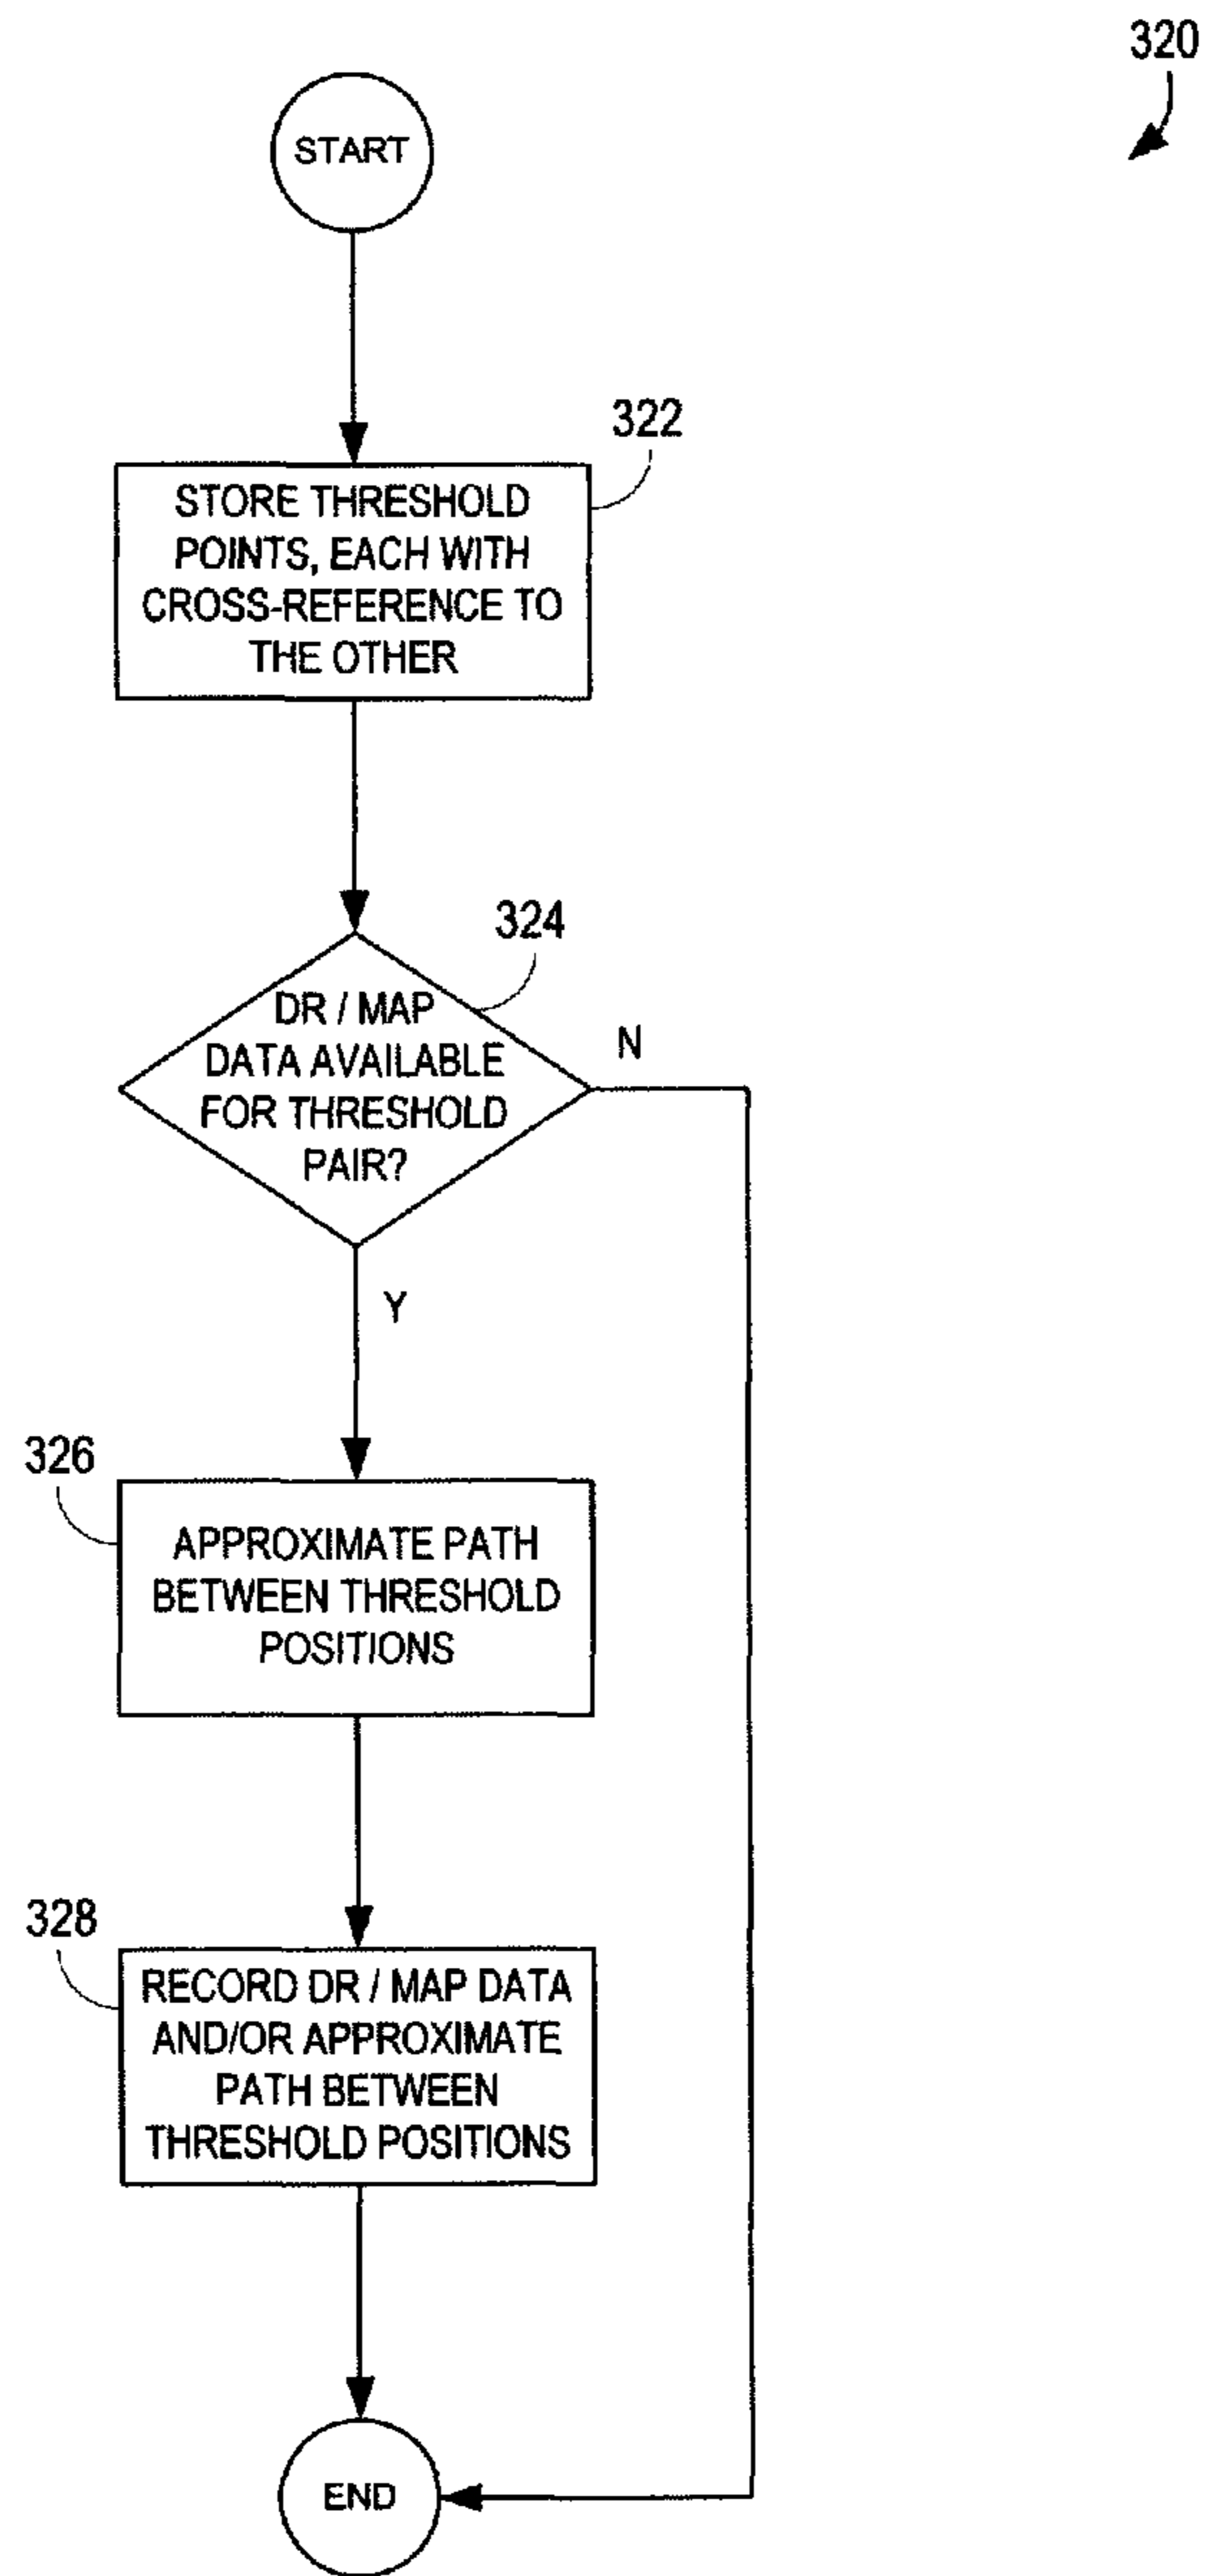 320
START
322
STORE THRESHOLD
POINTS, EACH WITH
CROSS-REFERENCE TO
THE OTHER
324
DR / MAP
DATA AVAILABLE
FOR THRESHOLD
PAIR?
N
Y
326
APPROXIMATE PATH
BETWEEN THRESHOLD
POSITIONS
328
RECORD DR / MAP DATA
AND/OR APPROXIMATE
PATH BETWEEN
THRESHOLD POSITIONS
END